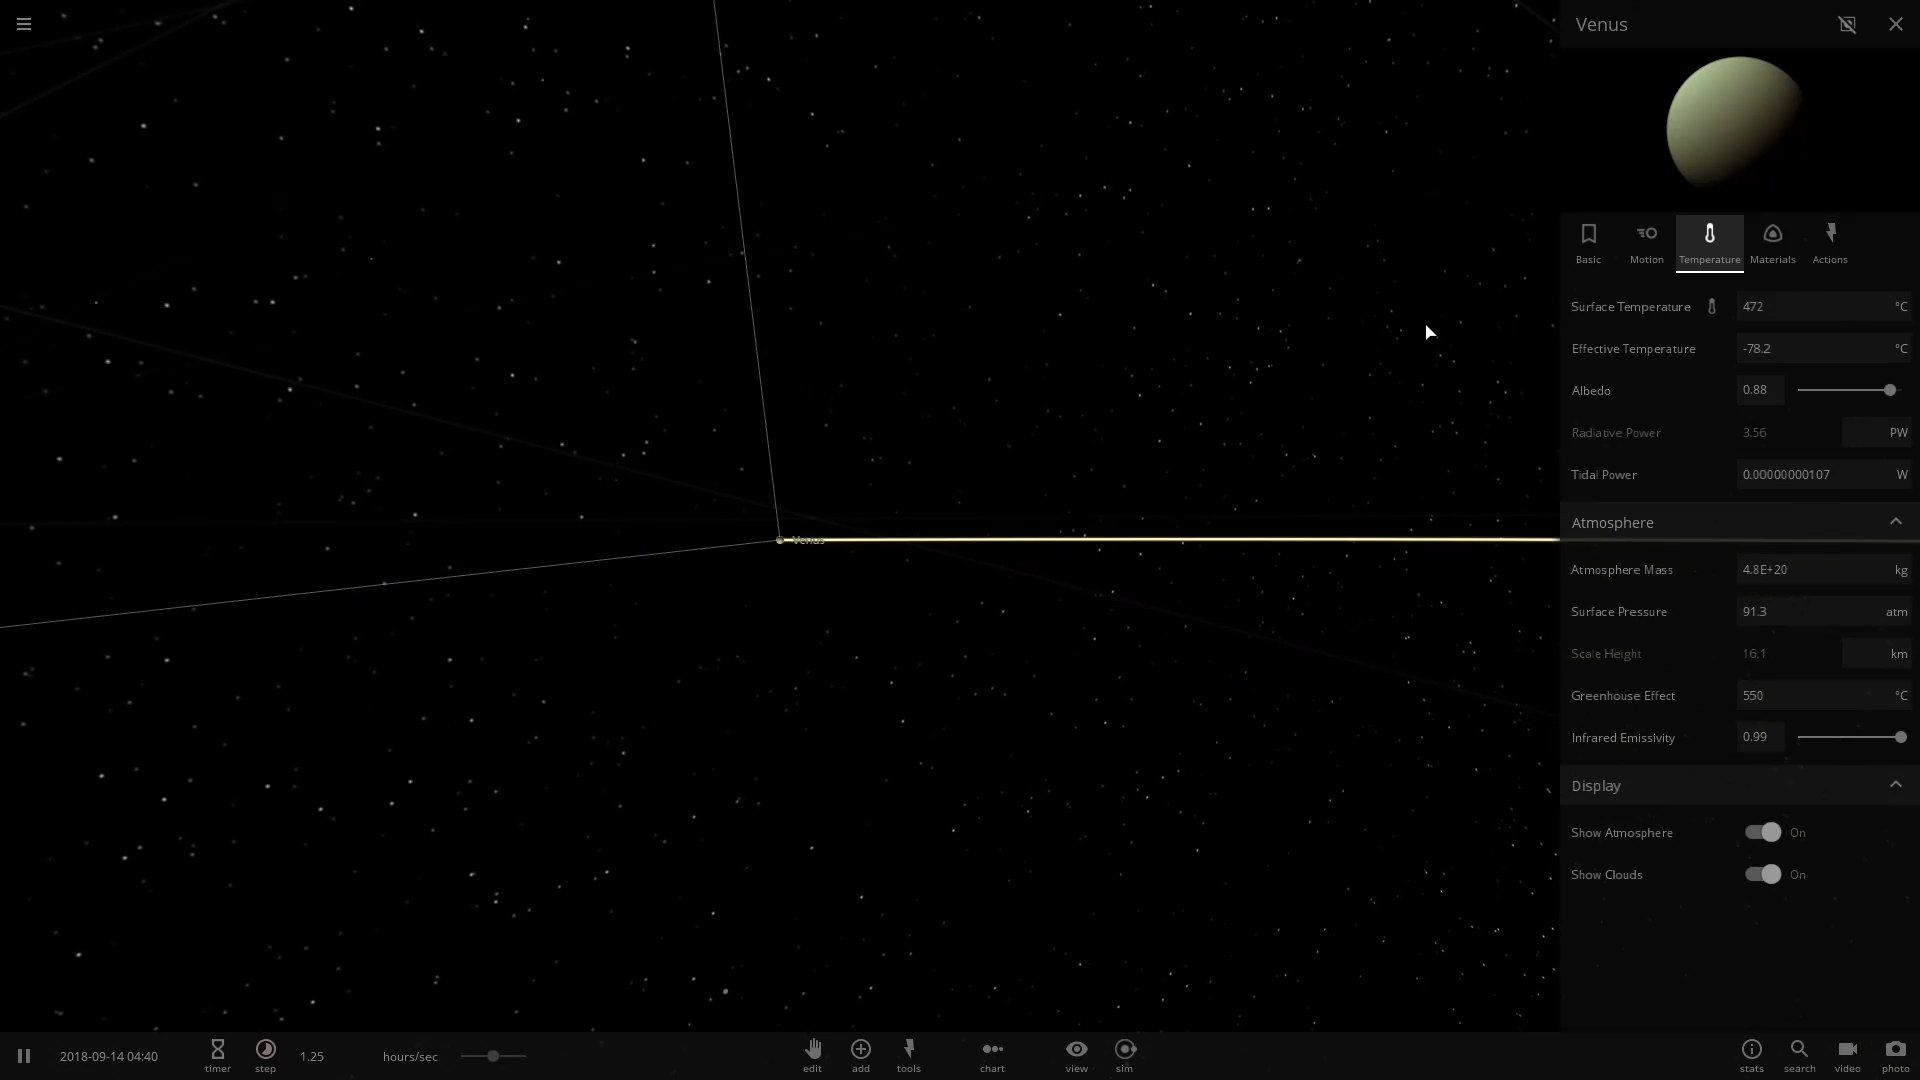 Venus
Basic Motion Temperature Materials Actions
Surface Temperature 472 °C
Effective Temperature -78.2 °C
Albedo 0.88
Radiative Power 3.56 PW
Tidal Power 0.00000000107 W
Venus
Atmosphere
Atmosphere Mass 4.8E+20 kg
Surface Pressure 91.3 atm
Scale Height 16.1 km
Greenhouse Effect 550 °C
Infrared Emissivity 0.99
Display
Show Atmosphere On
Show Clouds On
2018-09-14 04:40 timer step 1.25 hours/sec edit add tools chart view sim stats search video photo